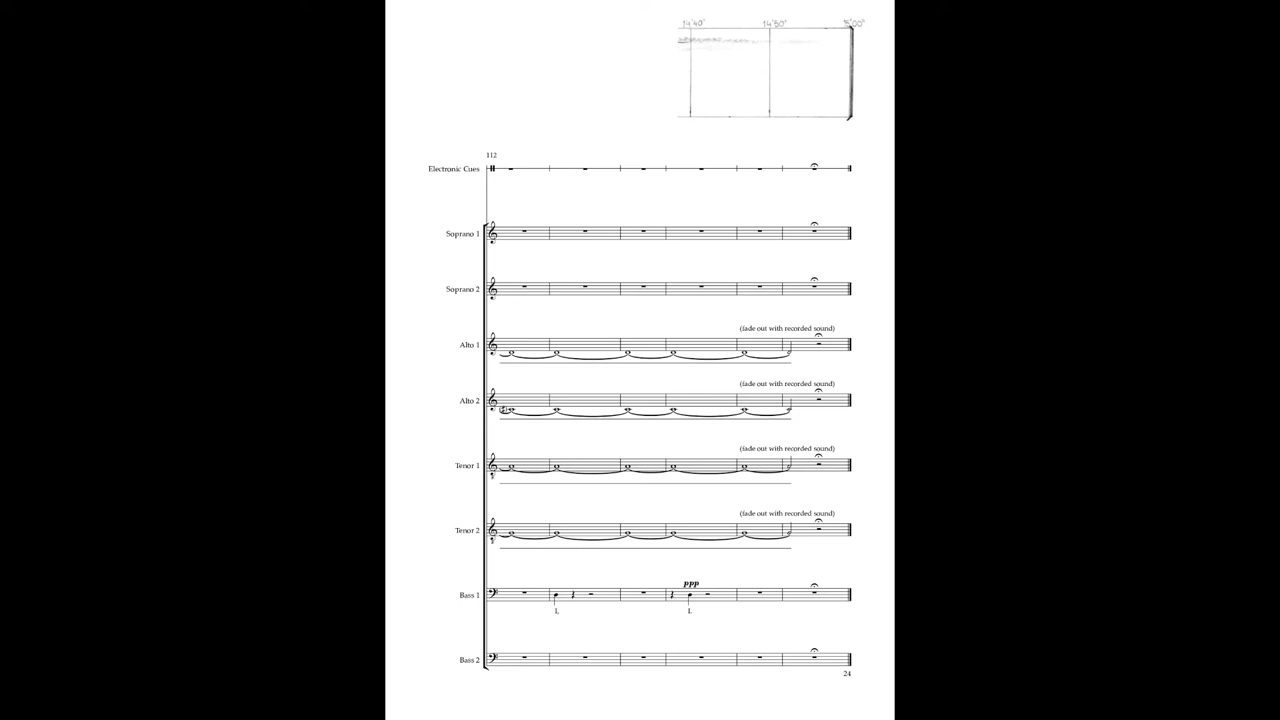 14'40" 14'50" 15'00"
112
Electronic Cues
Soprano 1
Soprano 2
(fade out with recorded sound)
Alto 1
(fade out with recorded sound)
Alto 2
(fade out with recorded sound)
Tenor 1
(fade out with recorded sound)
Tenor 2
ppp
Bass 1
I, I.
Bass 2
24